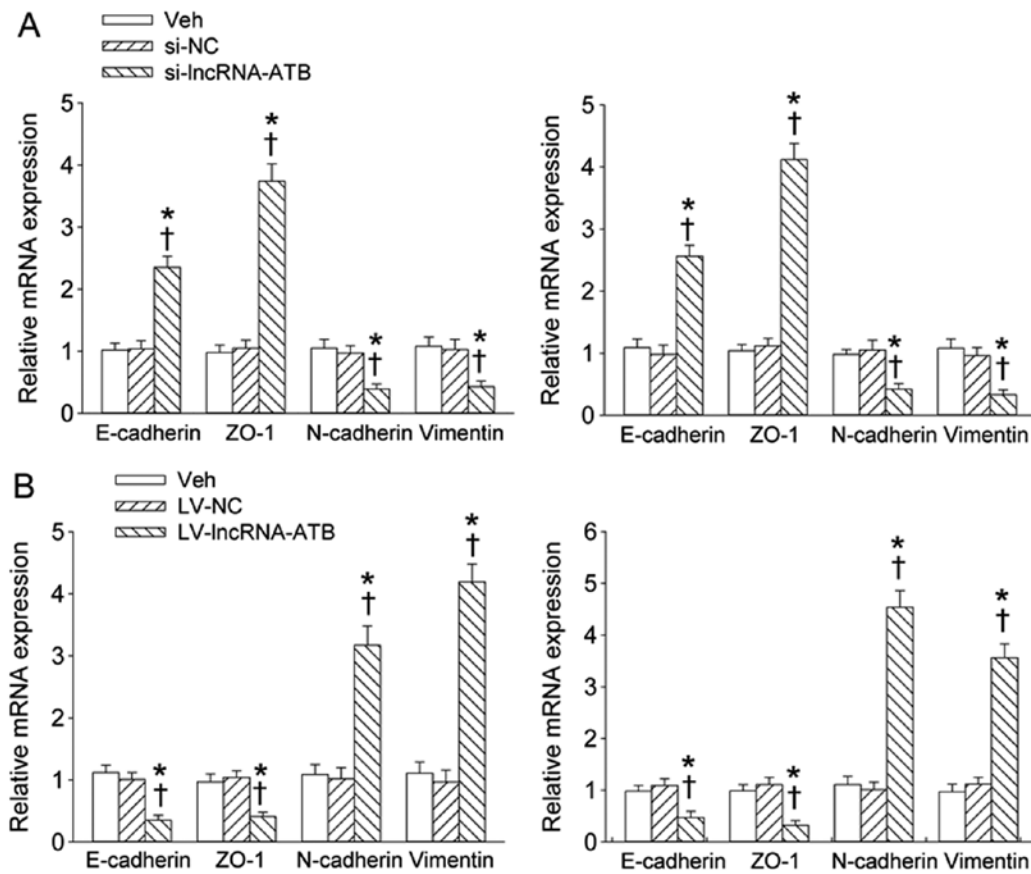 A
Veh
si-NC
si-lncRNA-ATB
Relative mRNA expression
5
4
3
2
1
0
* † * † * † * †
E-cadherin ZO-1 N-cadherin Vimentin
Relative mRNA expression
5
4
3
2
1
0
* † * † * † * †
E-cadherin ZO-1 N-cadherin Vimentin
B
Veh
LV-NC
LV-lncRNA-ATB
Relative mRNA expression
5
4
3
2
1
0
* † * † * † * †
E-cadherin ZO-1 N-cadherin Vimentin
Relative mRNA expression
6
5
4
3
2
1
0
* † * † * † * †
E-cadherin ZO-1 N-cadherin Vimentin